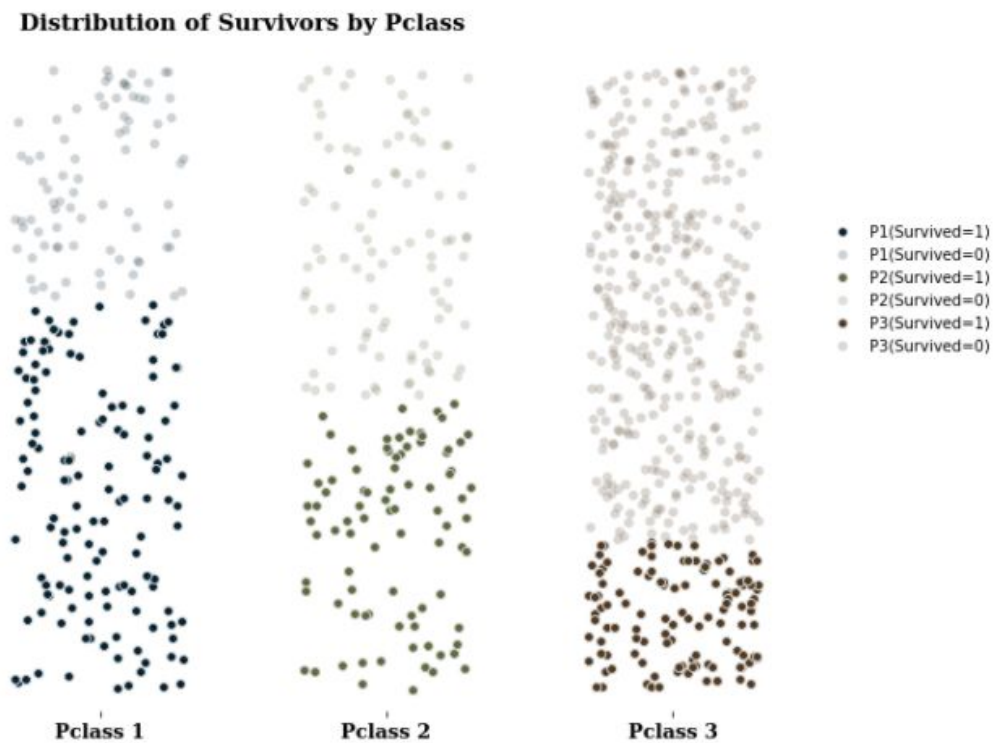 Distribution of Survivors by Pclass
P1(Survived=1)
P1(Survived=0)
P2(Survived=1)
P2(Survived=0)
P3(Survived=1)
P3(Survived=0)
Pclass 1
Pclass 2
Pclass 3